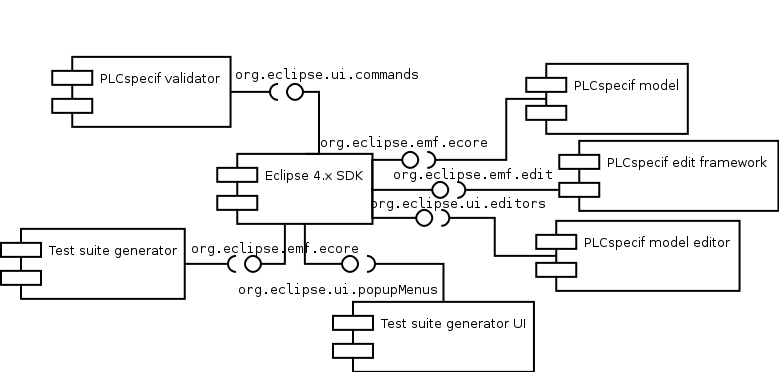 org.eclipse.ui.commands
PLCspecif validator
PLCspecif model
org.eclipse.emf.ecore
PLCspecif edit framework
Eclipse 4.x SDK
org.eclipse.emf.edit
org.eclipse.ui.editors
PLCspecif model editor
Test suite generator
org.eclipse.emf.ecore
org.eclipse.ui.popupMenus
Test suite generator UI